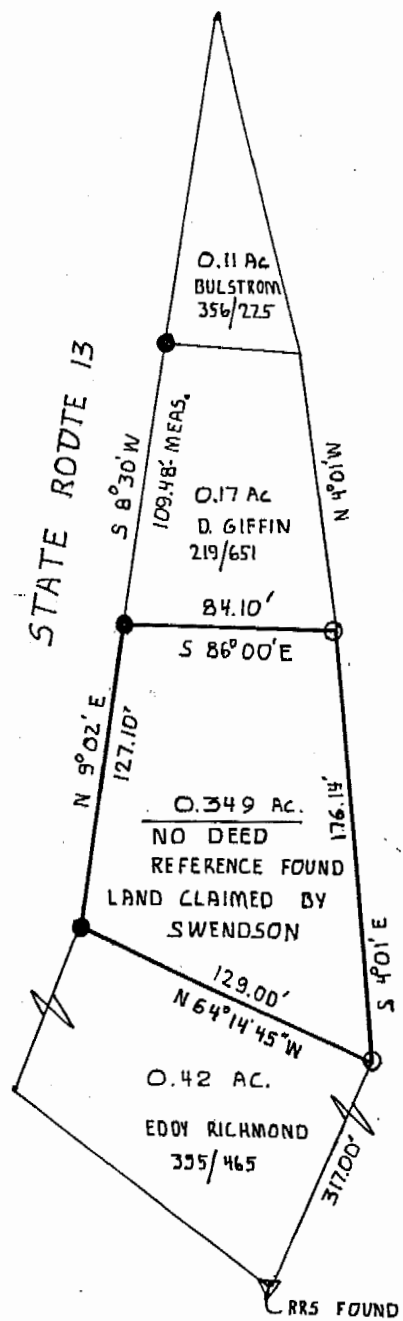 0.11 AC
BULSTROM
356/225
STATE ROUTE 13
S 8°30' W
109.48' MEAS.
N 4°01' W
0.17 AC
D. GIFFIN
219/651
84.10'
S 86°00' E
N 9°02' E
127.10'
176.14'
S 4°01' E
0.349 AC.
NO DEED
REFERENCE FOUND
LAND CLAIMED BY
SWENDSON
129.00'
N 64°14'45" W
0.42 AC.
EDDY RICHMOND
395/465
317.00'
RRS FOUND